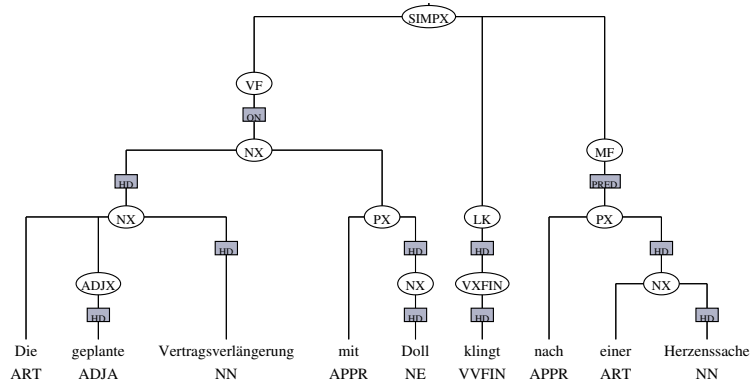 SIMPX
VF
ON
NX MF
HD PRED
NX PX LK PX
HD HD HD HD
ADJX NX VXFIN NX
HD HD HD HD
Die geplante Vertragsverlängerung mit Doll klingt nach einer Herzenssache
ART ADJA NN APPR NE VVFIN APPR ART NN